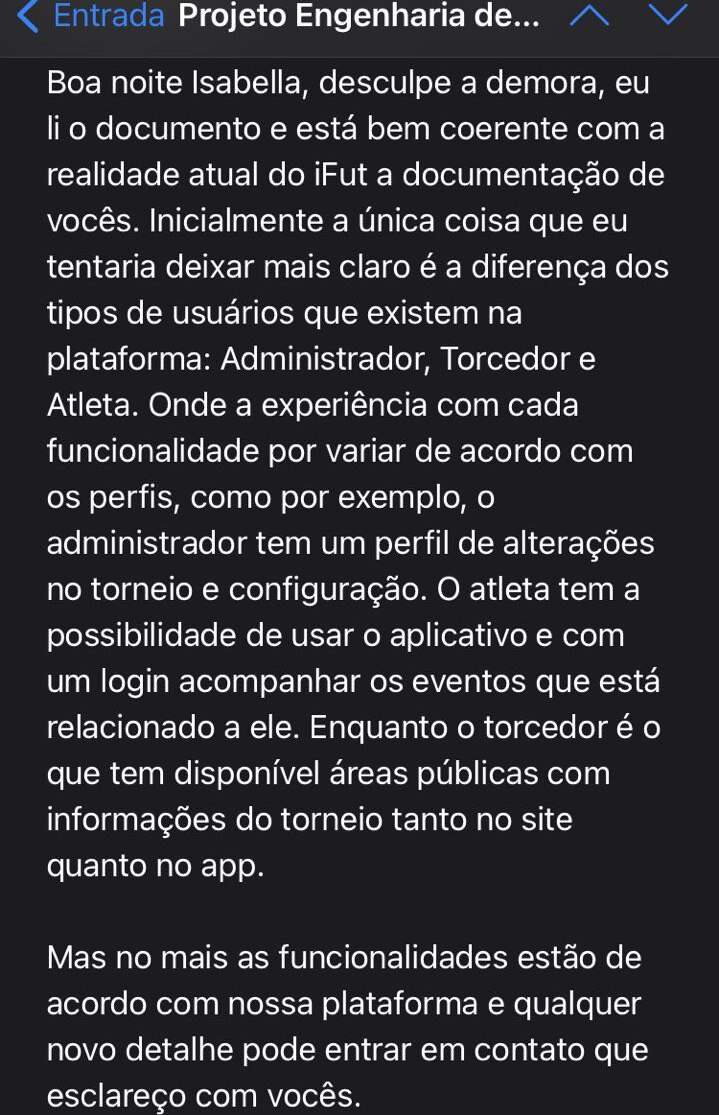 Entrada Projeto Engenharia de...
Boa noite Isabella, desculpe a demora, eu
li o documento e está bem coerente com a
realidade atual do iFut a documentação de
vocês. Inicialmente a única coisa que eu
tentaria deixar mais claro é a diferença dos
tipos de usuários que existem na
plataforma: Administrador, Torcedor e
Atleta. Onde a experiência com cada
funcionalidade por variar de acordo com
os perfis, como por exemplo, o
administrador tem um perfil de alterações
no torneio e configuração. O atleta tem a
possibilidade de usar o aplicativo e com
um login acompanhar os eventos que está
relacionado a ele. Enquanto o torcedor é o
que tem disponível áreas públicas com
informações do torneio tanto no site
quanto no app.
Mas no mais as funcionalidades estão de
acordo com nossa plataforma e qualquer
novo detalhe pode entrar em contato que
esclareço com vocês.